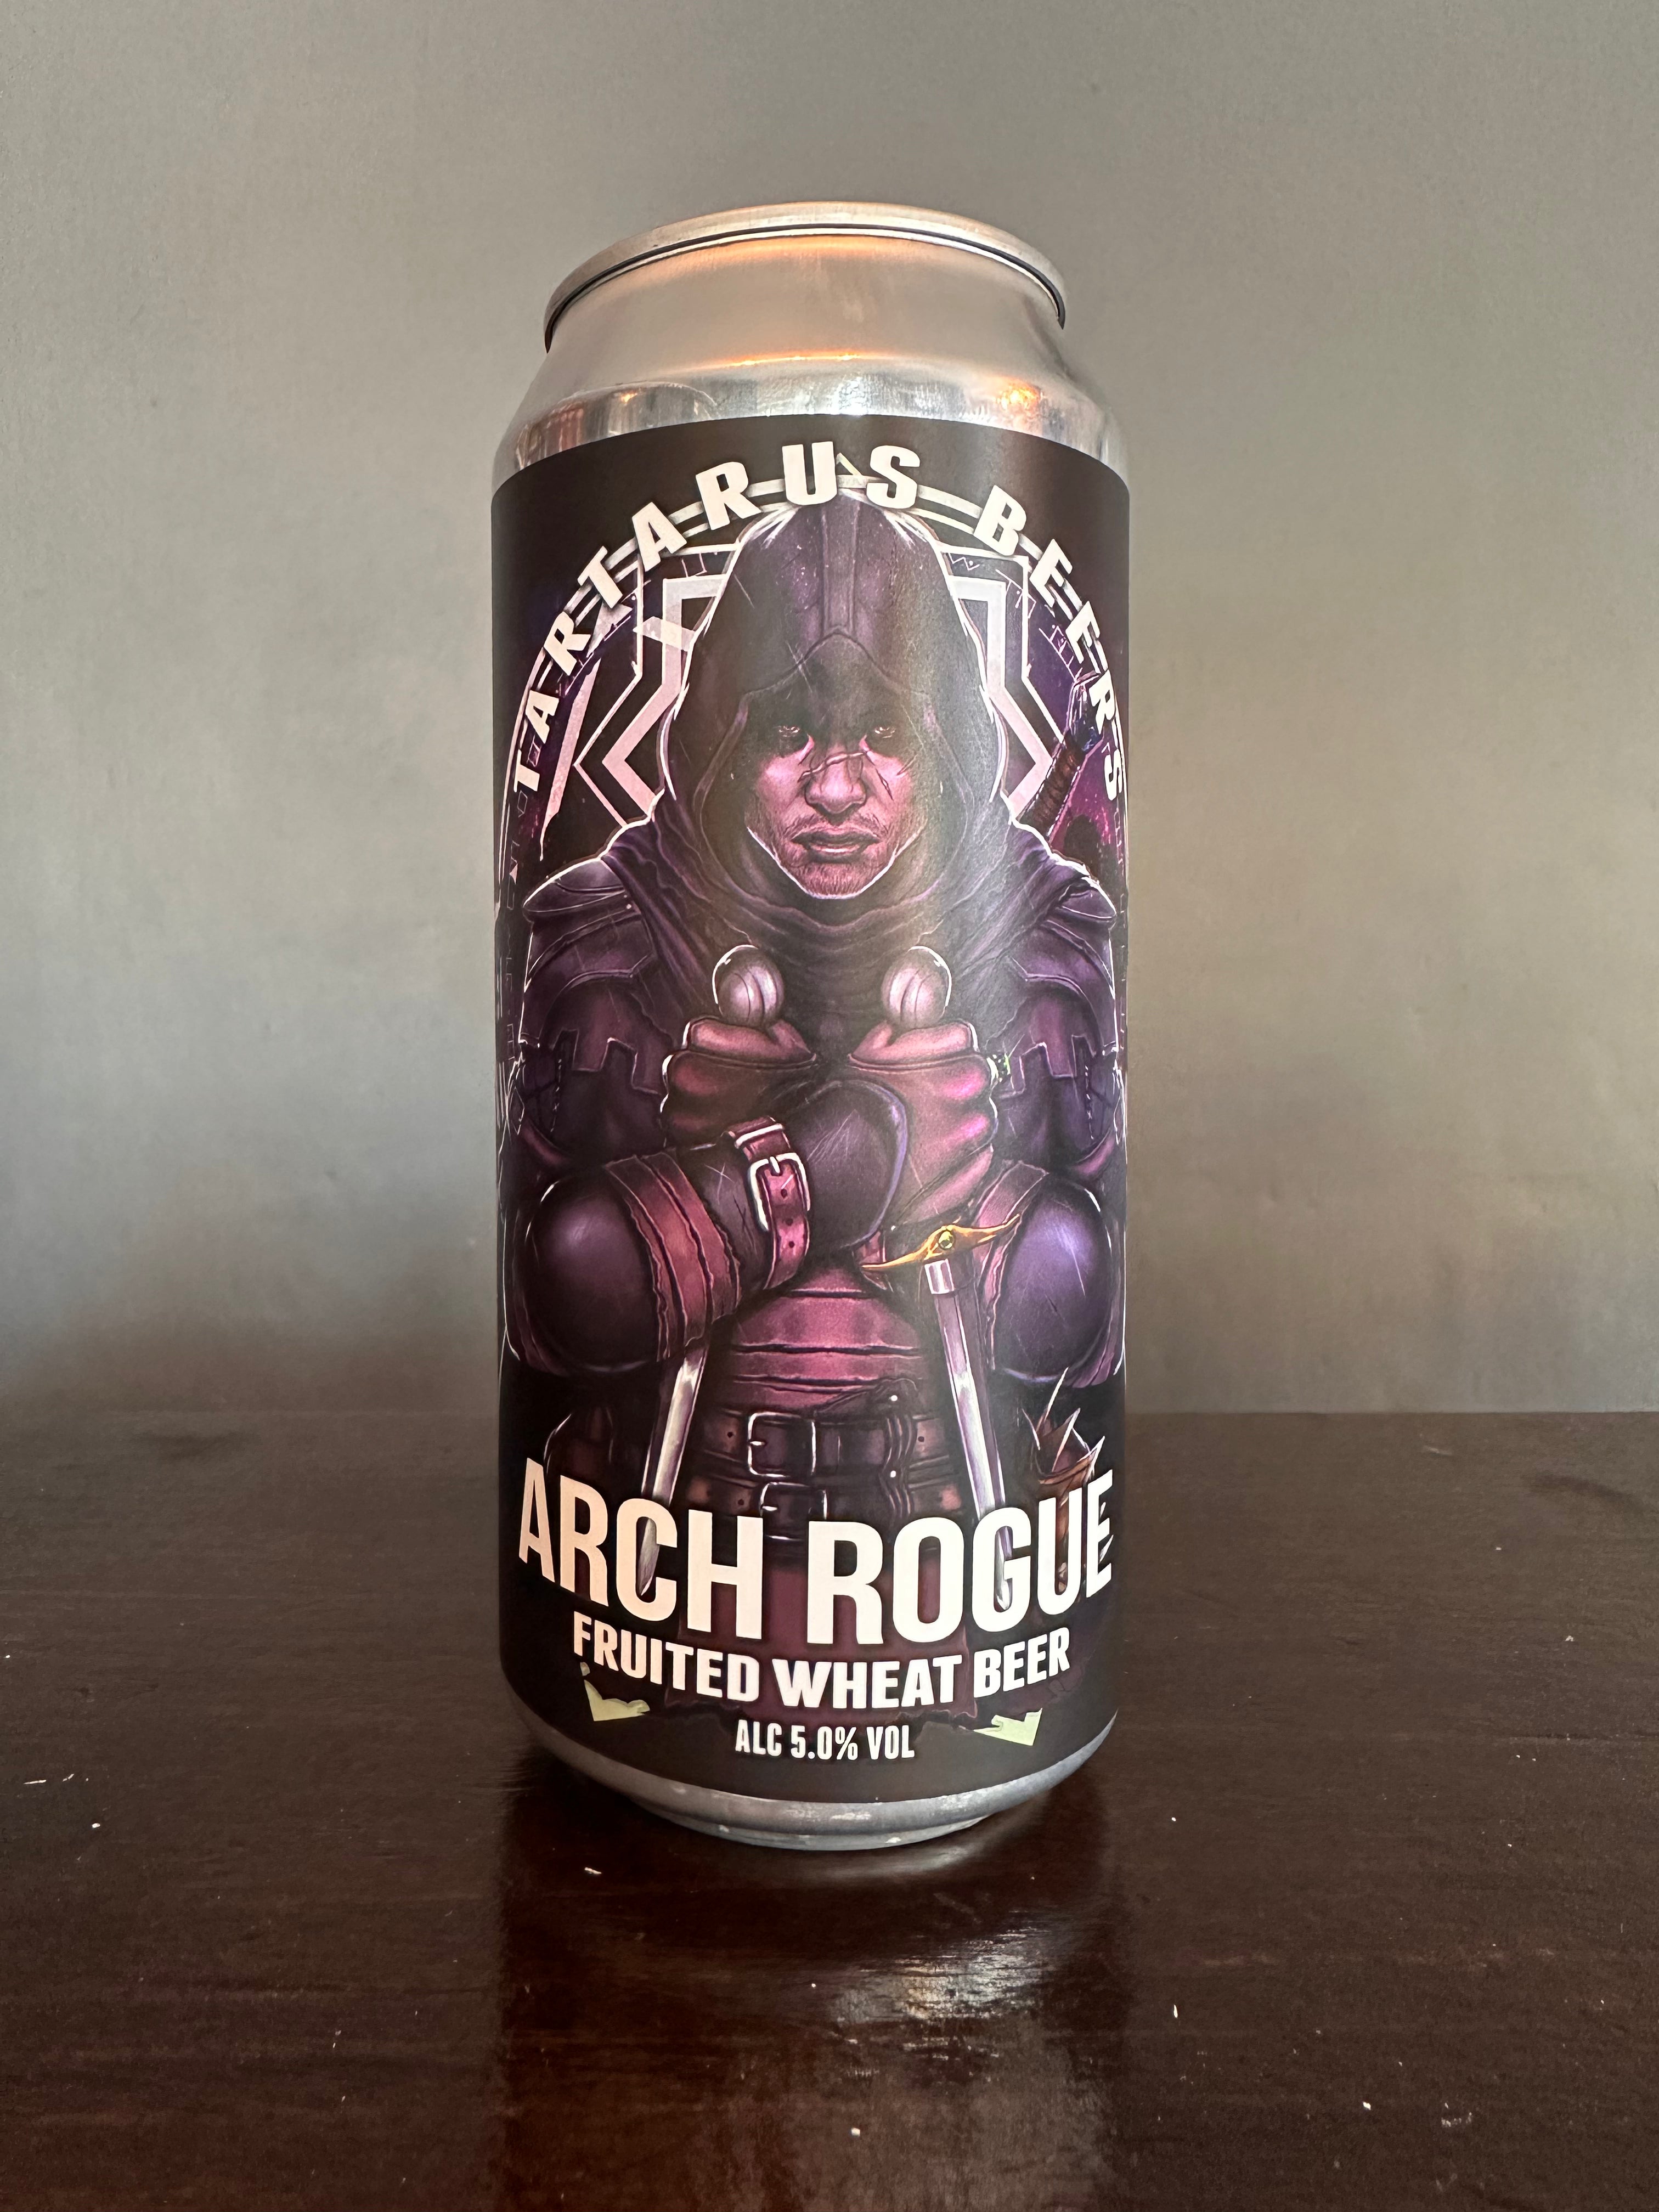 TARTARUS BEERS
ARCH ROGUE
FRUITED WHEAT BEER
ALC 5.0% VOL